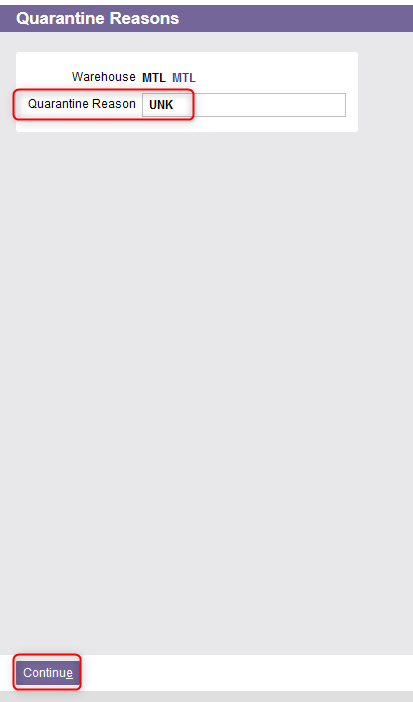 Quarantine Reasons
Warehouse MTL MTL
Quarantine Reason UNK
Continue